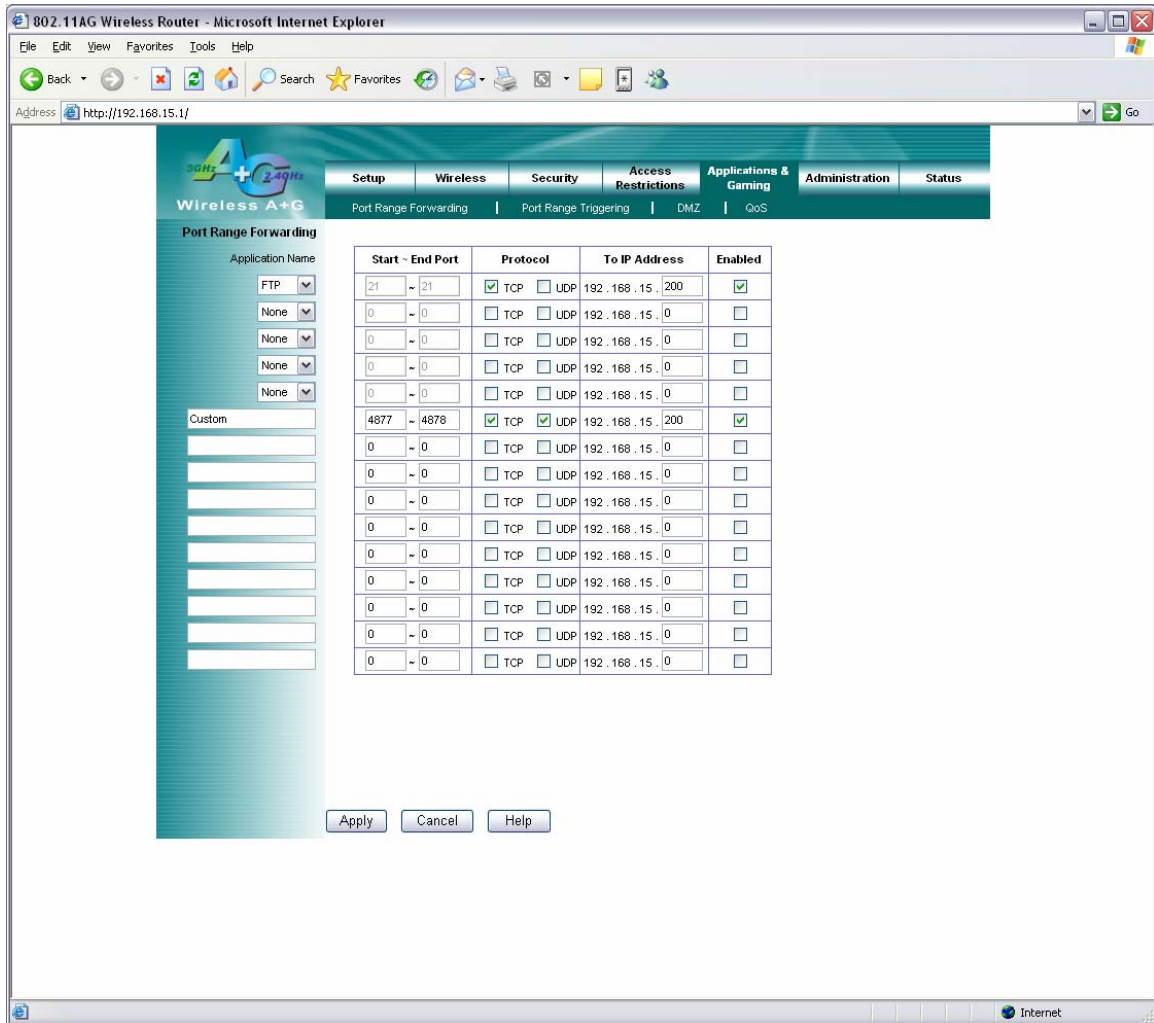 802.11AG Wireless Router - Microsoft Internet Explorer
File Edit View Favorites Tools Help
Back Search Favorites
Address http://192.168.15.1/ Go
5GHz A+G 2.4GHz
Wireless A+G
Setup Wireless Security Access Restrictions Applications & Gaming Administration Status
Port Range Forwarding | Port Range Triggering | DMZ | QoS
Port Range Forwarding
Application Name Start ~ End Port Protocol To IP Address Enabled
FTP 21 ~ 21 TCP UDP 192 . 168 . 15 . 200
None 0 ~ 0 TCP UDP 192 . 168 . 15 . 0
None 0 ~ 0 TCP UDP 192 . 168 . 15 . 0
None 0 ~ 0 TCP UDP 192 . 168 . 15 . 0
None 0 ~ 0 TCP UDP 192 . 168 . 15 . 0
Custom 4877 ~ 4878 TCP UDP 192 . 168 . 15 . 200
0 ~ 0 TCP UDP 192 . 168 . 15 . 0
0 ~ 0 TCP UDP 192 . 168 . 15 . 0
0 ~ 0 TCP UDP 192 . 168 . 15 . 0
0 ~ 0 TCP UDP 192 . 168 . 15 . 0
0 ~ 0 TCP UDP 192 . 168 . 15 . 0
0 ~ 0 TCP UDP 192 . 168 . 15 . 0
0 ~ 0 TCP UDP 192 . 168 . 15 . 0
0 ~ 0 TCP UDP 192 . 168 . 15 . 0
0 ~ 0 TCP UDP 192 . 168 . 15 . 0
Apply Cancel Help
Internet